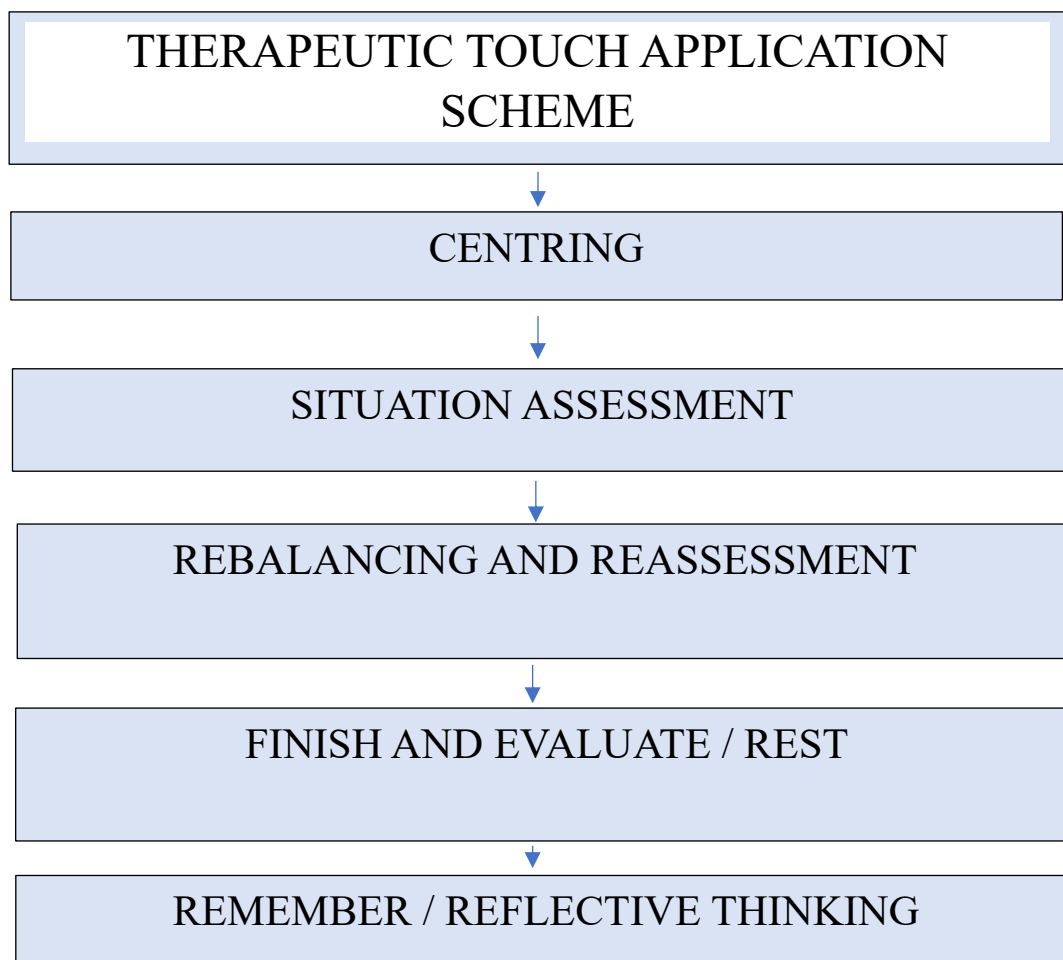 THERAPEUTIC TOUCH APPLICATION
SCHEME
CENTRING
SITUATION ASSESSMENT
REBALANCING AND REASSESSMENT
FINISH AND EVALUATE / REST
REMEMBER / REFLECTIVE THINKING